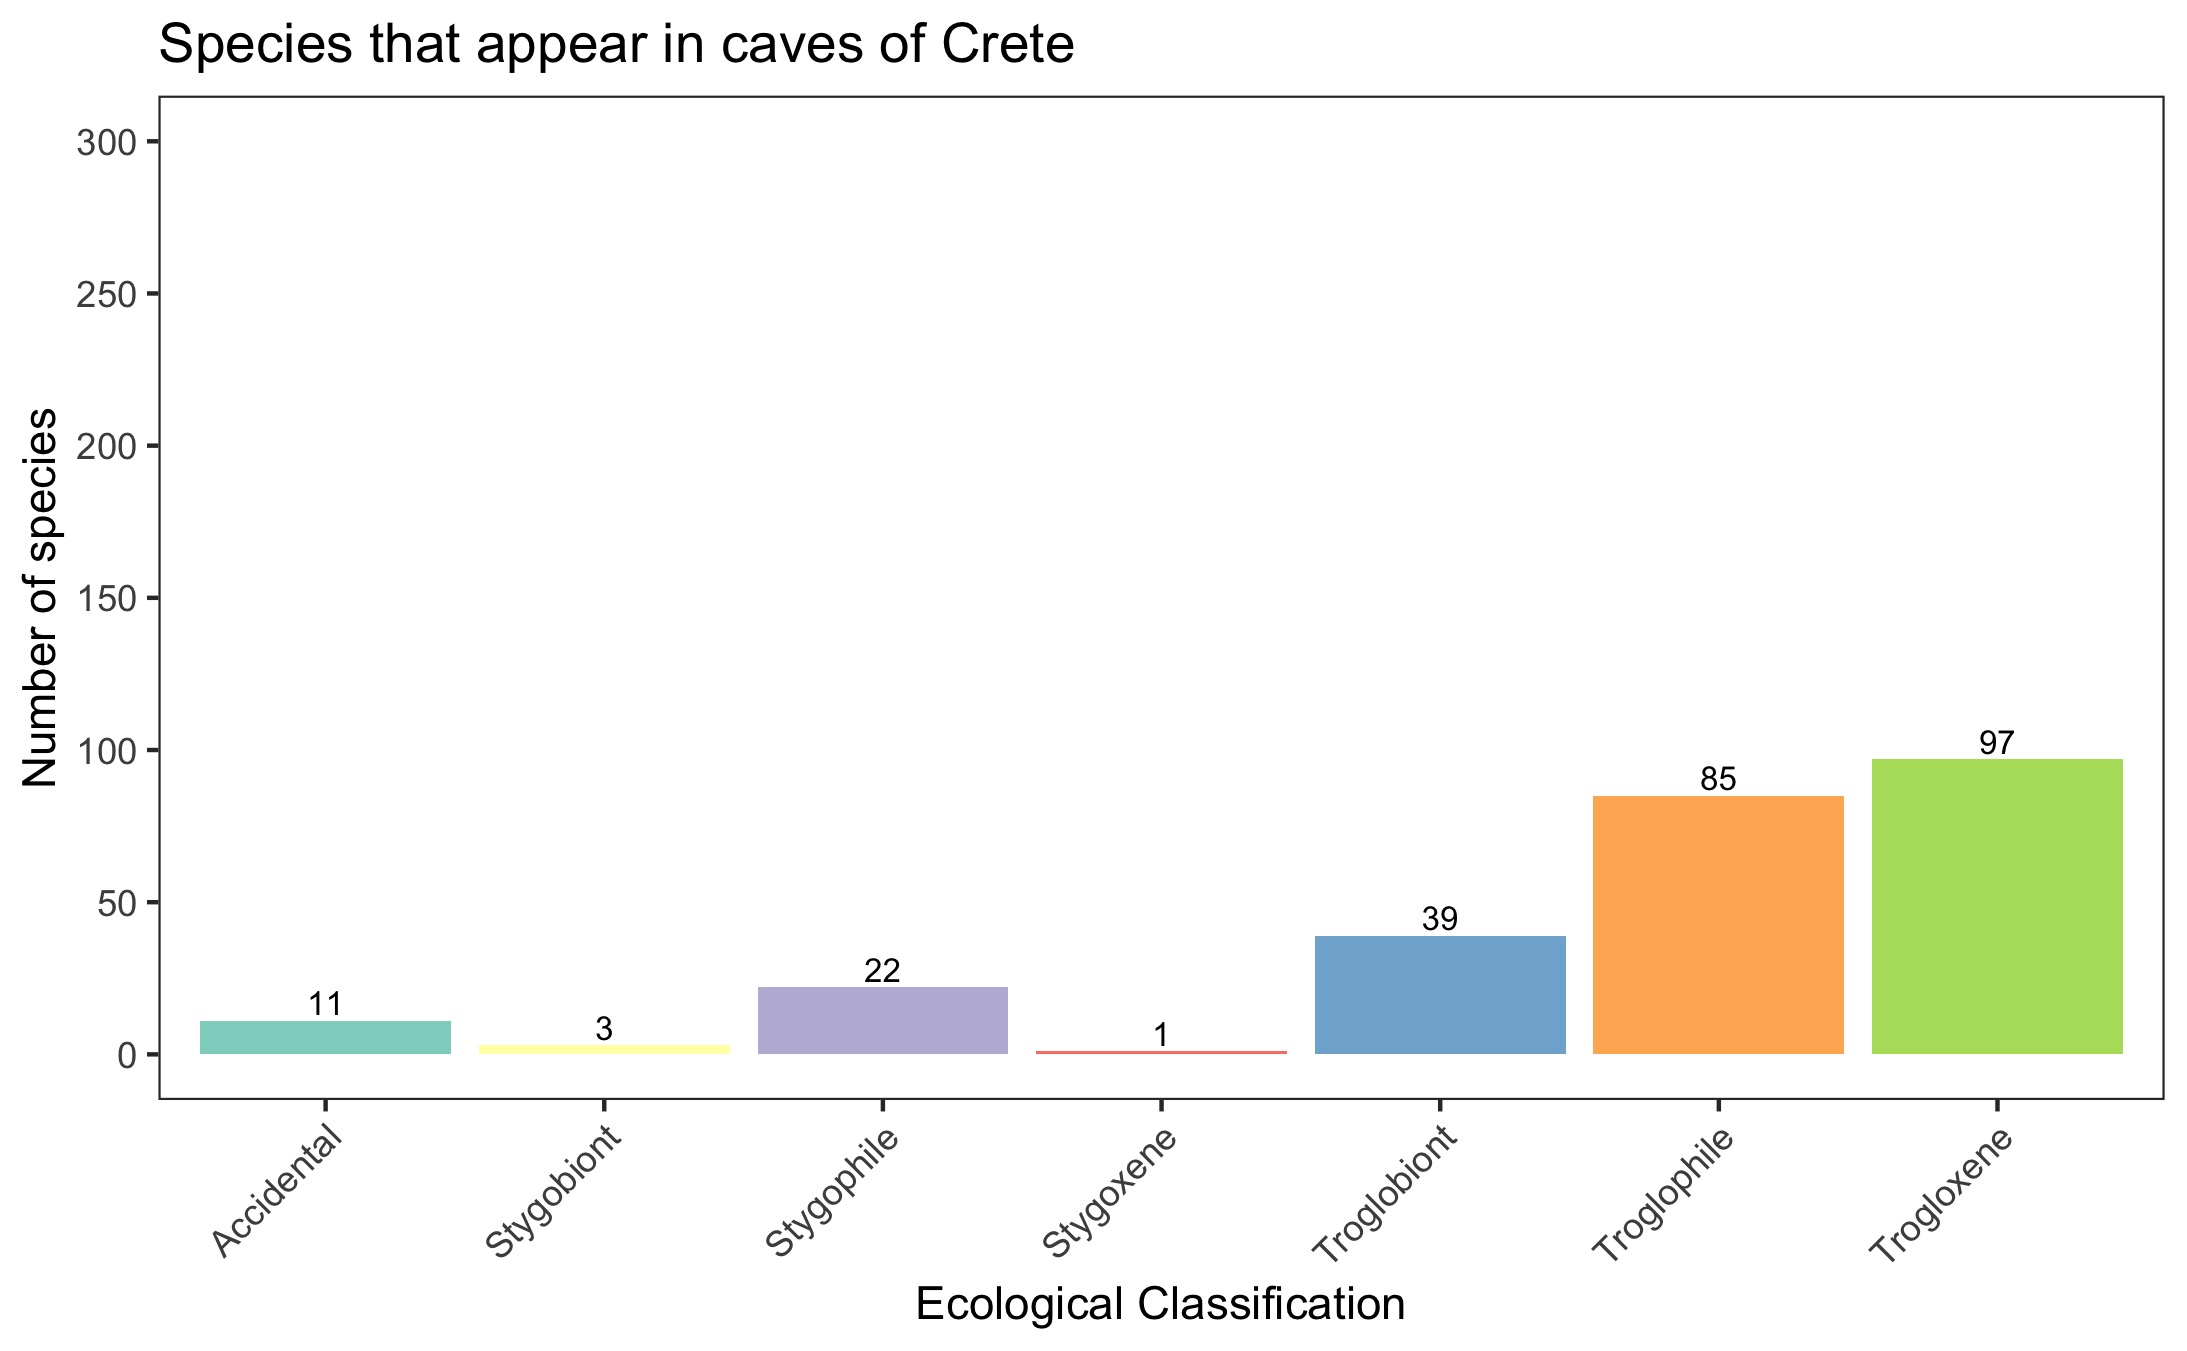 Species that appear in caves of Crete
Number of species
300
250
200
150
100
50
0
11
3
22
1
39
85
97
Accidental
Stygobiont
Stygophile
Stygoxene
Troglobiont
Troglophile
Trogloxene
Ecological Classification